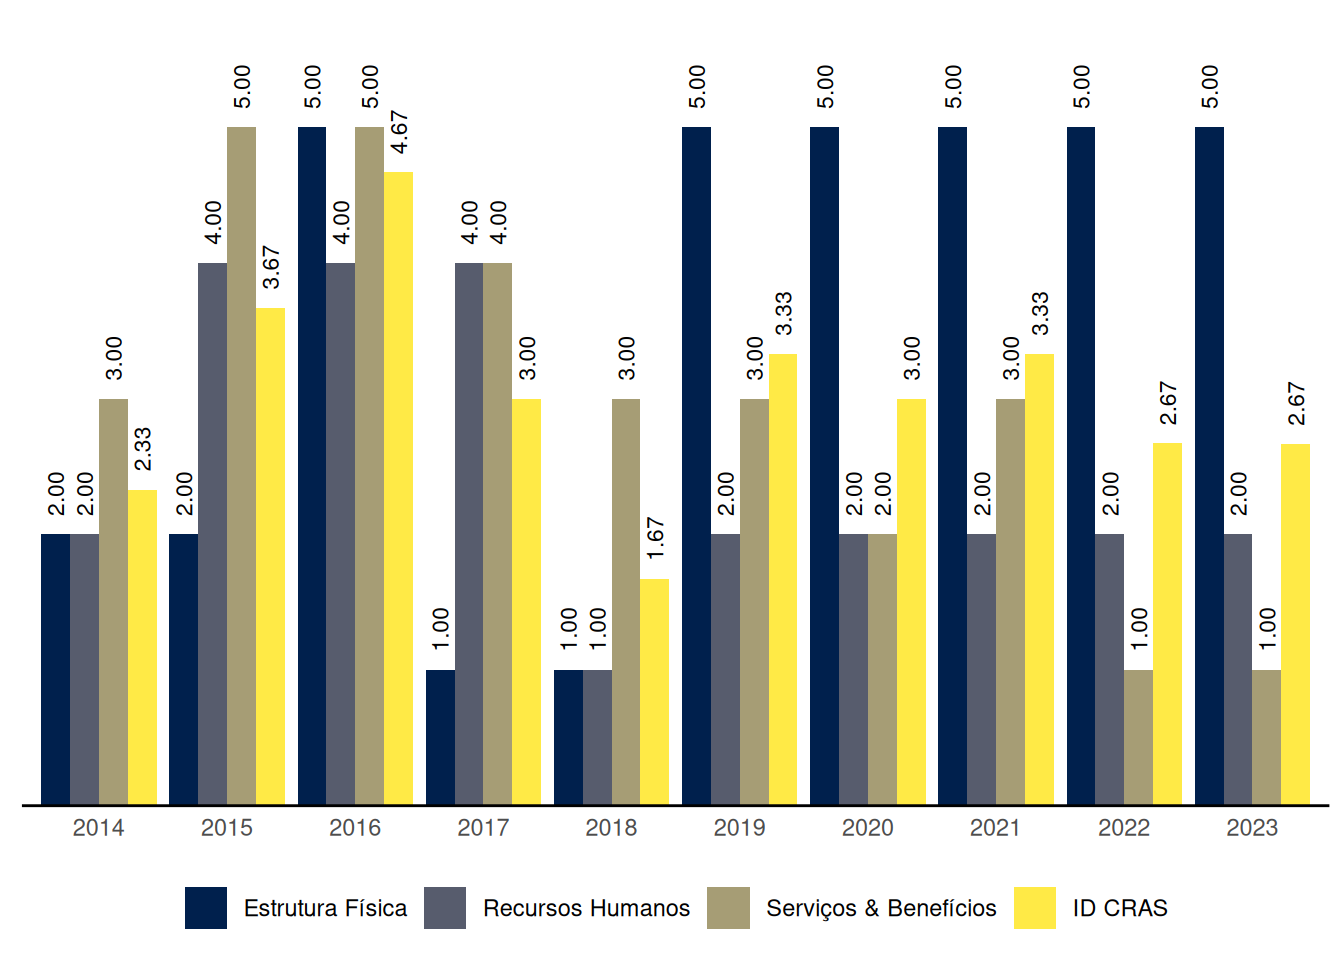 2.00 2.00 3.00 2.33
2.00 4.00 5.00 3.67
5.00 4.00 5.00 4.67
1.00 4.00 4.00 3.00
1.00 1.00 3.00 1.67
5.00 2.00 3.00 3.33
5.00 2.00 2.00 3.00
5.00 2.00 3.00 3.33
5.00 2.00 1.00 2.67
5.00 2.00 1.00 2.67
2014 2015 2016 2017 2018 2019 2020 2021 2022 2023
Estrutura Física Recursos Humanos Serviços & Benefícios ID CRAS